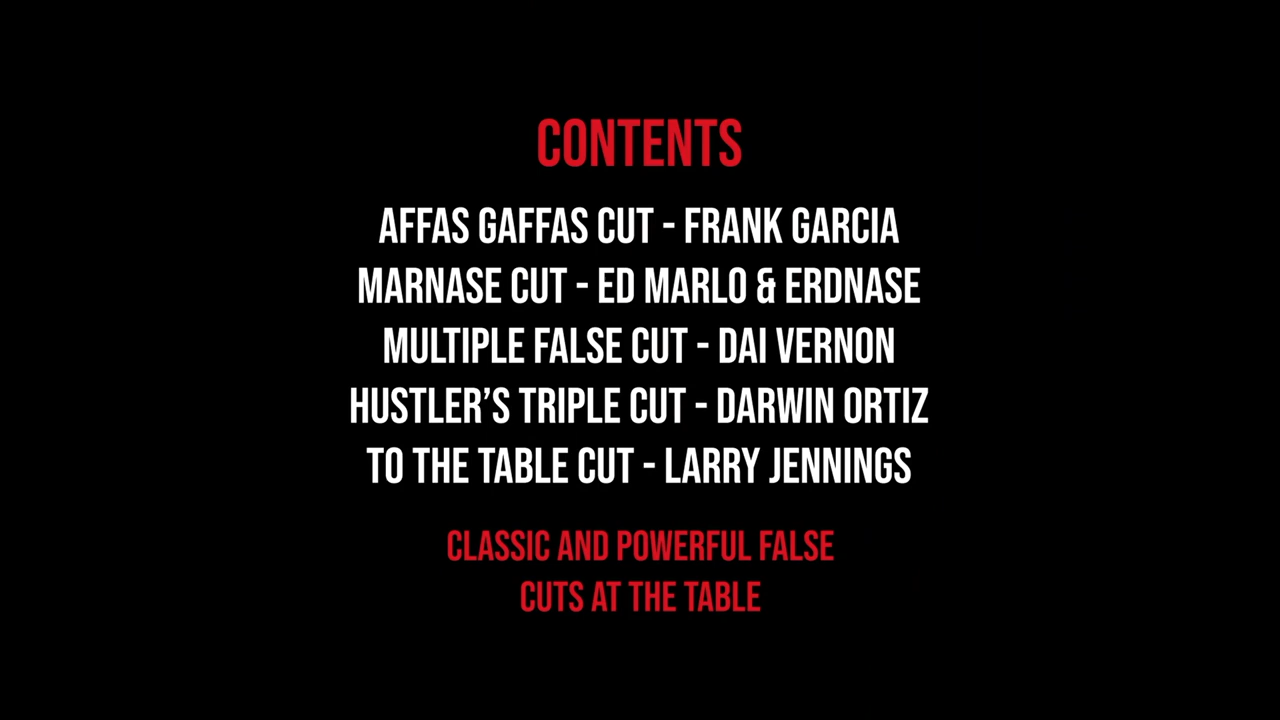 CONTENTS
AFFAS GAFFAS CUT - FRANK GARCIA
MARNASE CUT - ED MARLO & ERDNASE
MULTIPLE FALSE CUT - DAI VERNON
HUSTLER’S TRIPLE CUT - DARWIN ORTIZ
TO THE TABLE CUT - LARRY JENNINGS
CLASSIC AND POWERFUL FALSE
CUTS AT THE TABLE